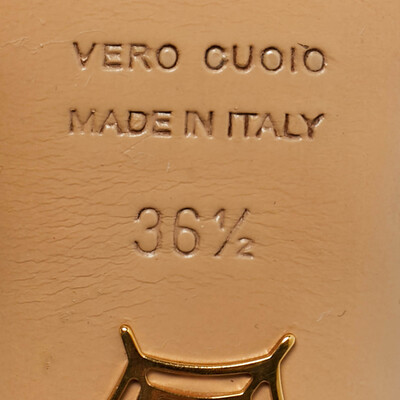 VERO CUOIO
MADE IN ITALY
36½